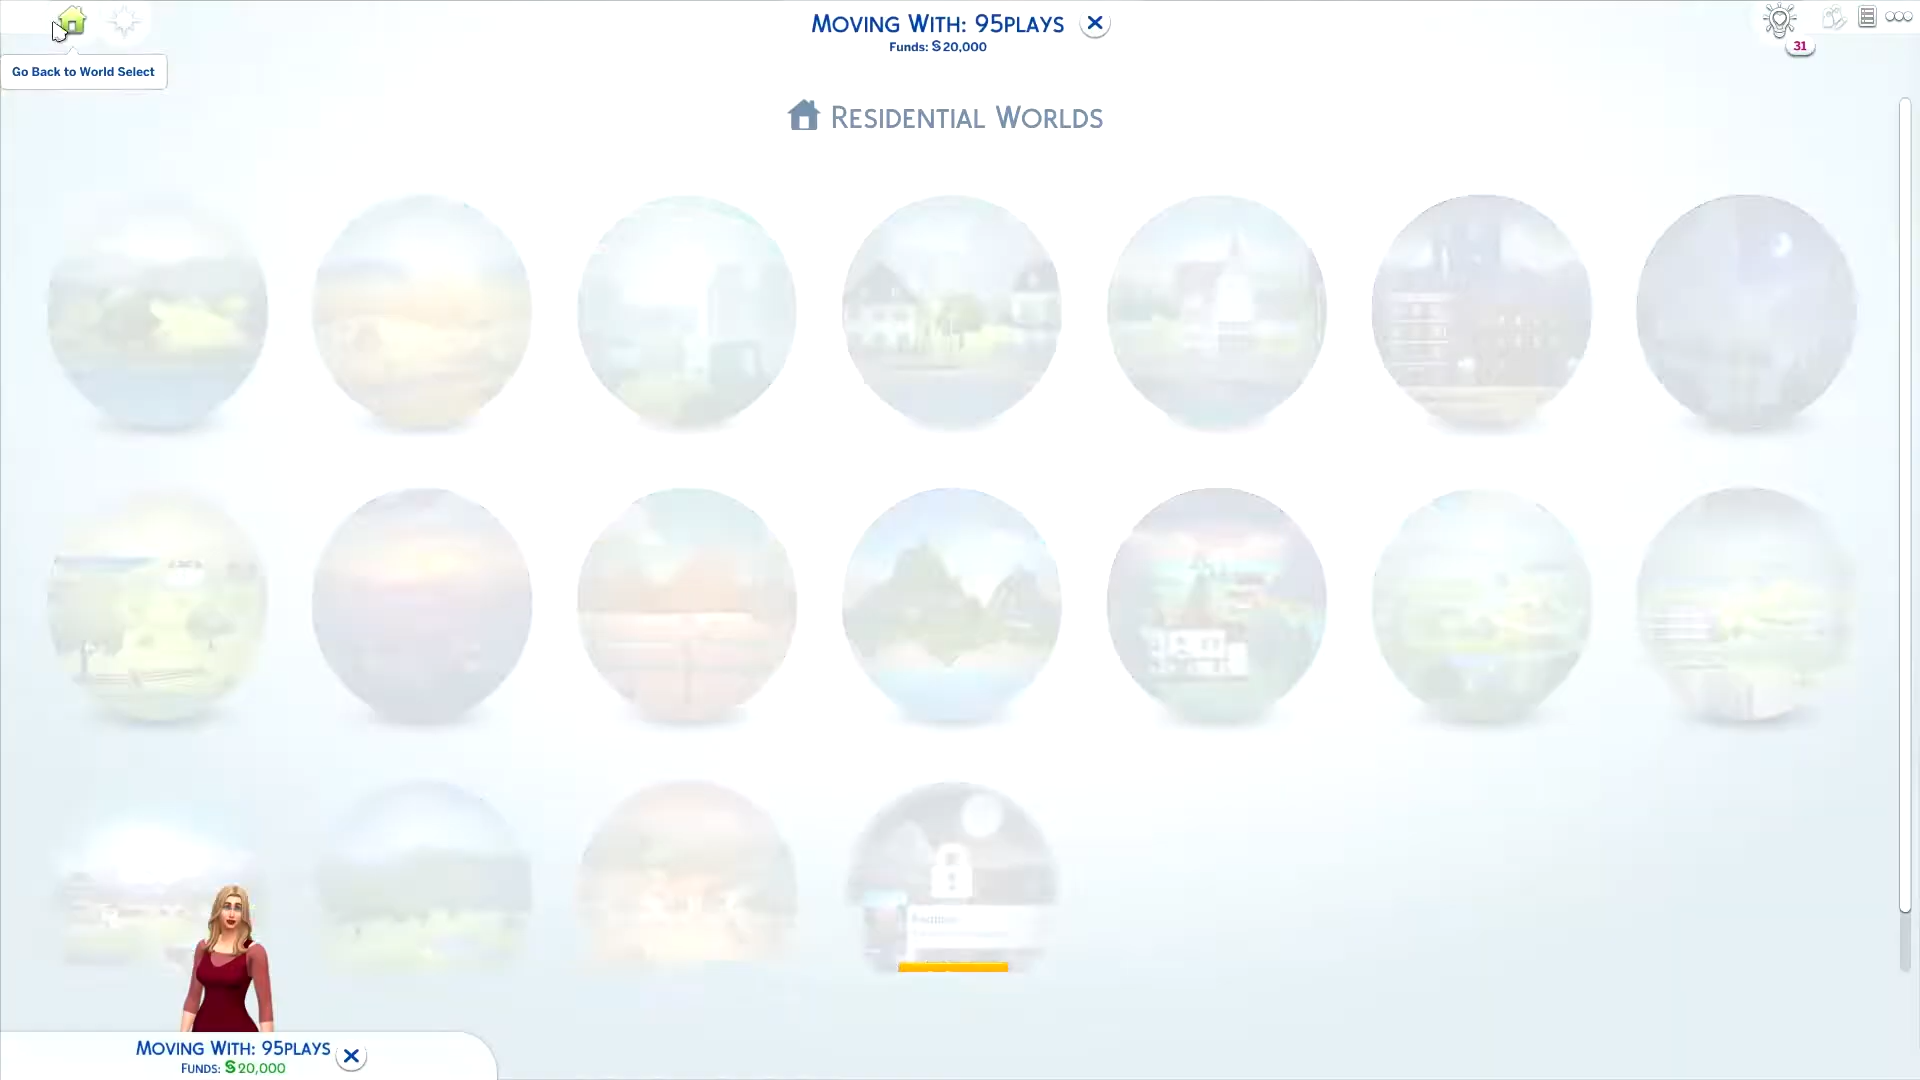 MOVING WITH: 95PLAYS
Funds: §20,000
31
Go Back to World Select
RESIDENTIAL WORLDS
MOVING WITH: 95PLAYS
FUNDS: §20,000